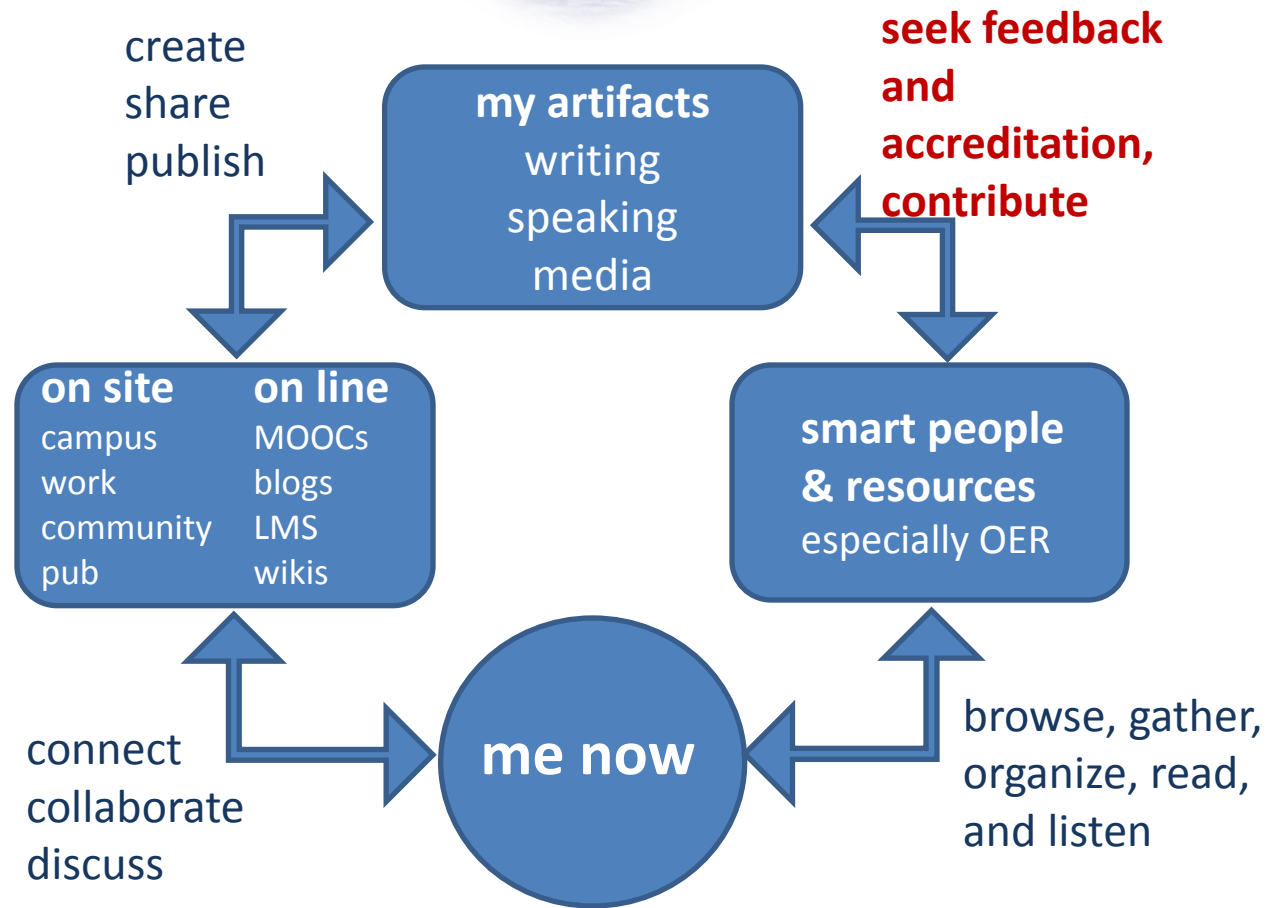 create
share
publish
my artifacts
writing
speaking
media
seek feedback
and
accreditation,
contribute
on site on line
campus MOOCs
work blogs
community LMS
pub wikis
smart people
& resources
especially OER
connect
collaborate
discuss
me now
browse, gather,
organize, read,
and listen